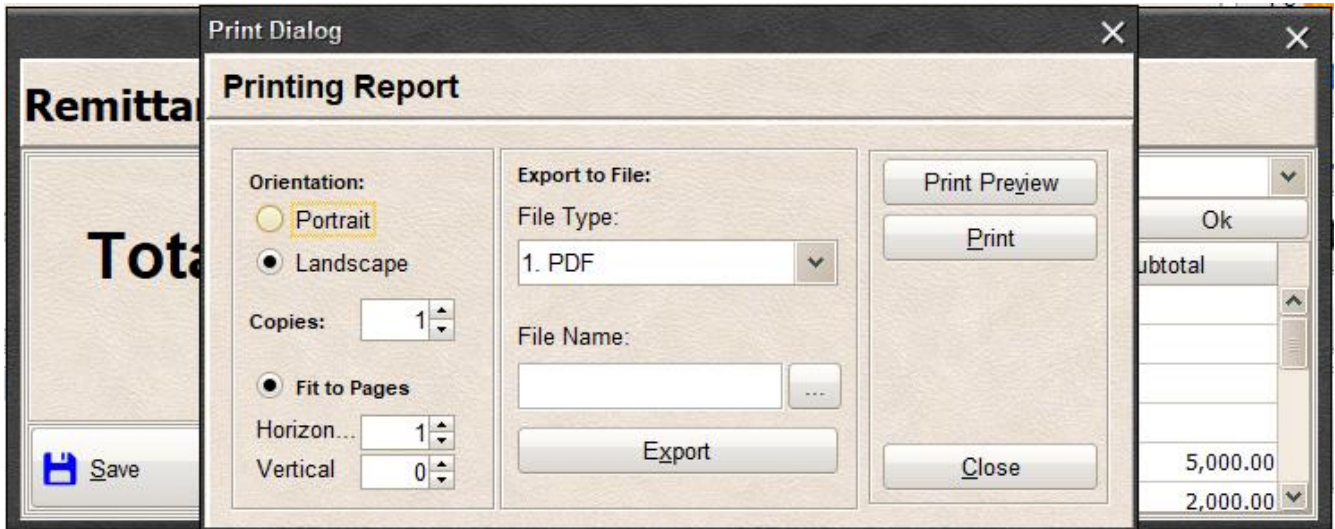 Print Dialog
Printing Report
Remitta
Orientation:
Portrait
Landscape
Copies: 1
Fit to Pages
Horizon... 1
Vertical 0
Export to File:
File Type:
1. PDF
File Name:
...
Export
Print Preview
Print
Close
Tota
Save
Ok
ubtotal
5,000.00
2,000.00